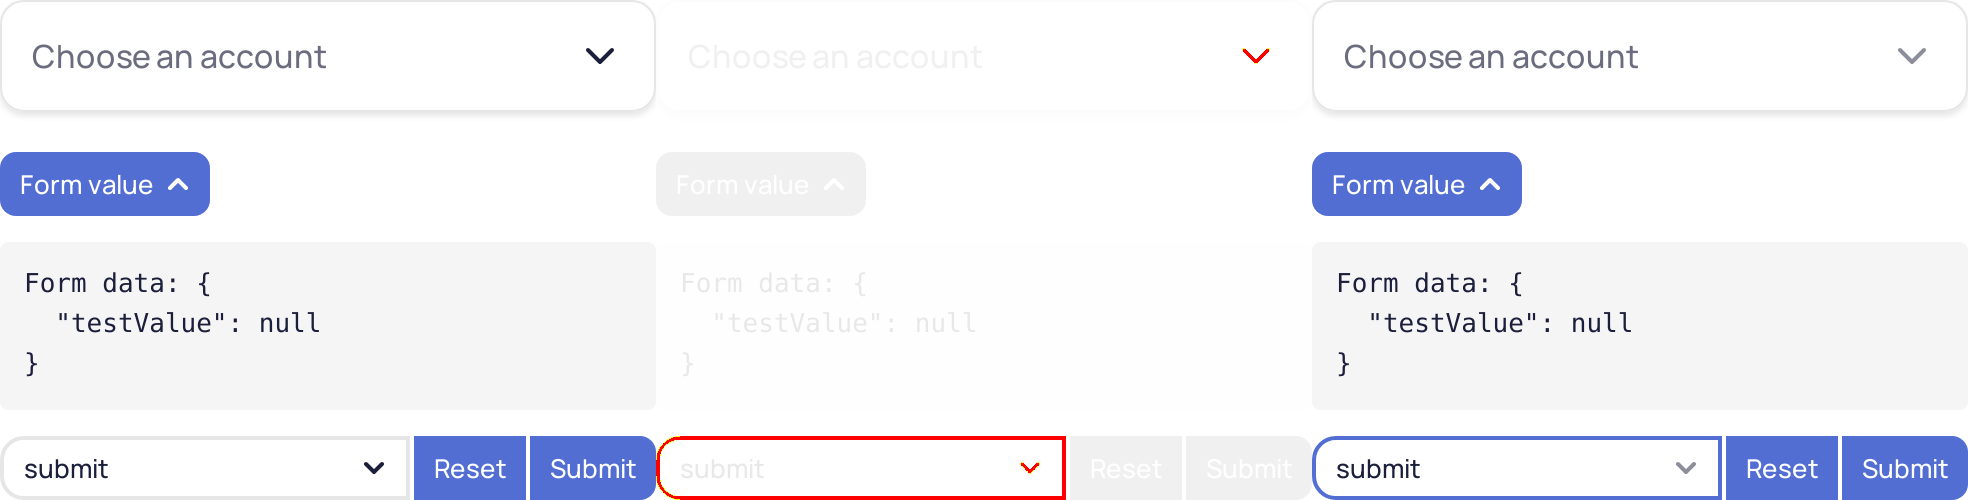 Choose an account
Choose an account
Choose an account
Form value
Form value
Form value
Form data: {
  "testValue": null
}
Form data: {
  "testValue": null
}
Form data: {
  "testValue": null
}
submit Reset Submit
submit Reset Submit
submit Reset Submit